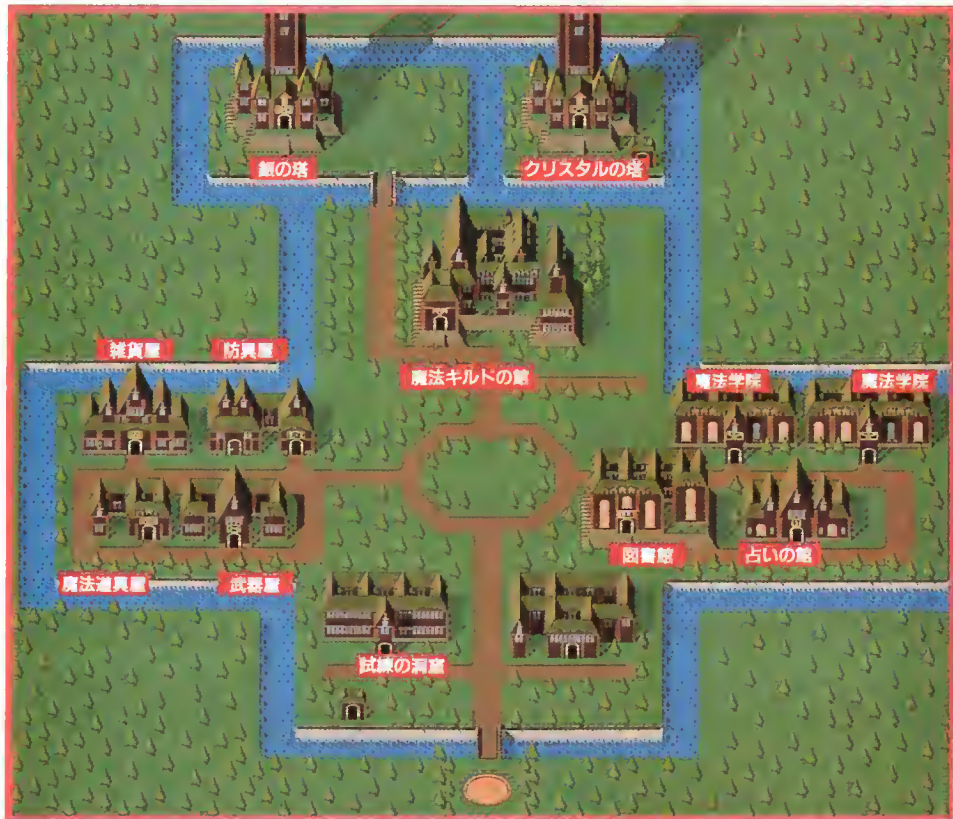 銀の塔
クリスタルの塔
雑貨屋
防具屋
魔法ギルドの館
魔法学院
魔法学院
図書館
占いの館
魔法道具屋
武器屋
試練の洞窟